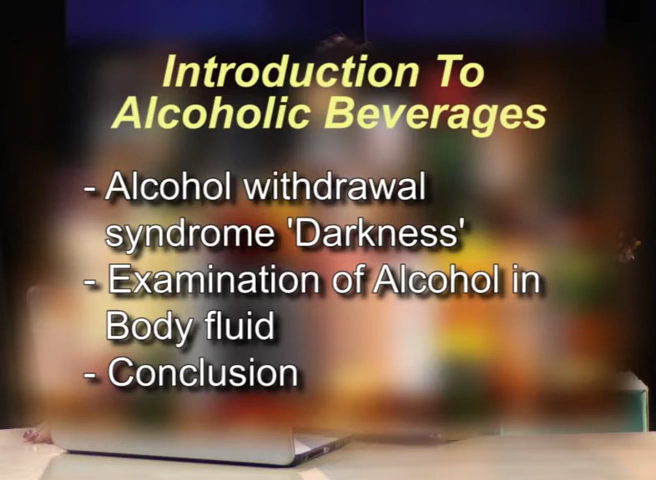 Introduction To
Alcoholic Beverages
- Alcohol withdrawal
syndrome 'Darkness'
- Examination of Alcohol in
Body fluid
- Conclusion